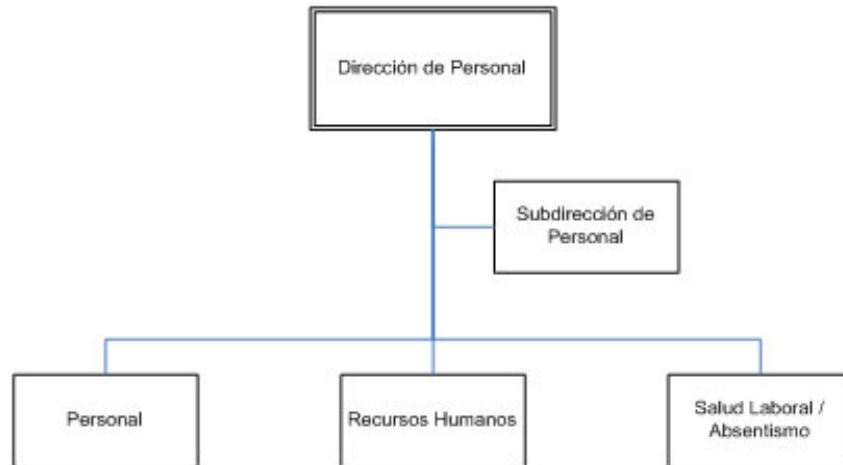 Dirección de Personal
Subdirección de
Personal
Personal
Recursos Humanos
Salud Laboral /
Absentismo